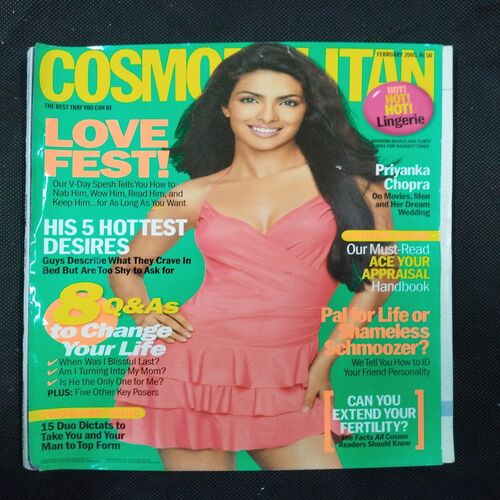 COSMOPOLITAN
FEBRUARY 2005, Rs.50
THE BEST THAT YOU CAN BE
HOT!
HOT!
HOT!
Lingerie
LOVE
FEST!
Our V-Day Spesh Tells You How to
Nab Him, Wow Him, Read Him, and
Keep Him...for As Long As You Want
Priyanka
Chopra
On Movies, Men
and Her Dream
Wedding
HIS 5 HOTTEST
DESIRES
Guys Describe What They Crave In
Bed But Are Too Shy to Ask for
Our Must-Read
ACE YOUR
APPRAISAL
Handbook
8 Q&As
to Change
Your Life
When Was I Blissful Last?
Am I Turning Into My Mom?
Is He the Only One for Me?
PLUS: Five Other Key Posers
Pal for Life or
Shameless
Schmoozer?
We Tell You How to ID
Your Friend Personality
15 Duo Dictats to
Take You and Your
Man to Top Form
CAN YOU
EXTEND YOUR
FERTILITY?
The Facts All Cosmo
Readers Should Know